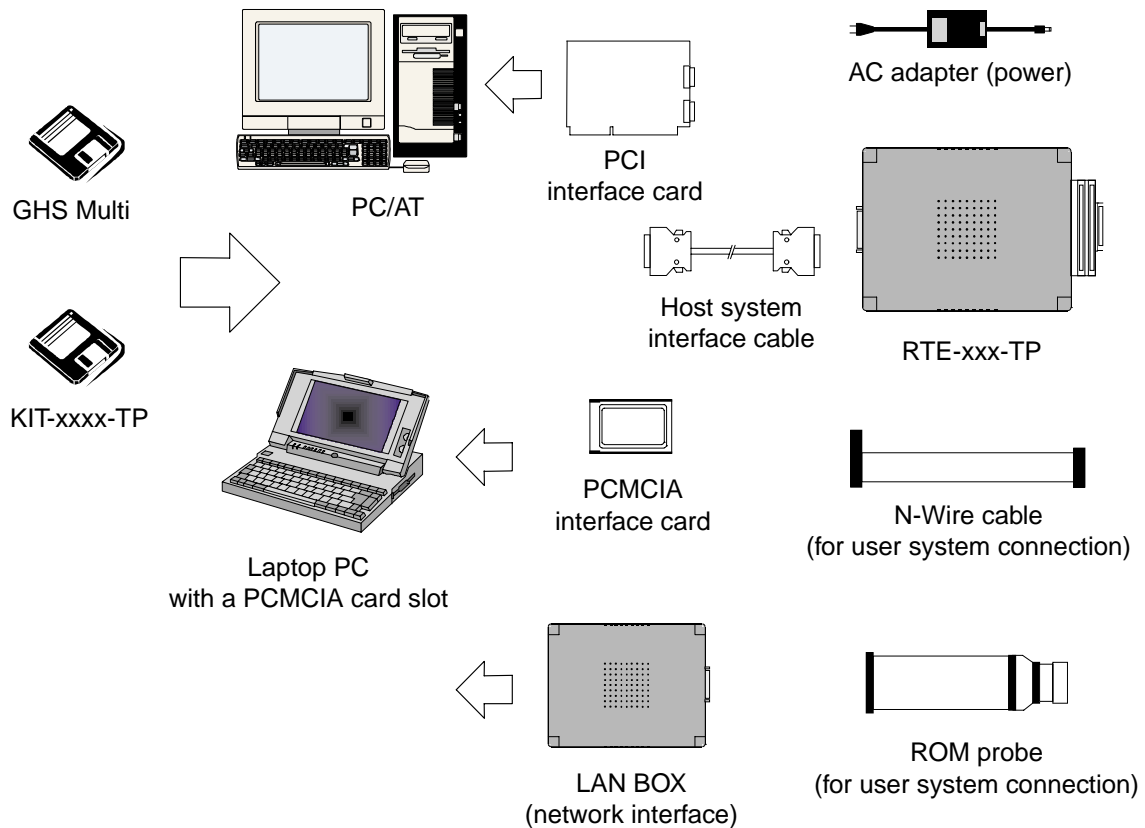 AC adapter (power)
GHS Multi
PC/AT
PCI
interface card
Host system
interface cable
RTE-xxx-TP
KIT-xxxx-TP
PCMCIA
interface card
N-Wire cable
(for user system connection)
Laptop PC
with a PCMCIA card slot
LAN BOX
(network interface)
ROM probe
(for user system connection)